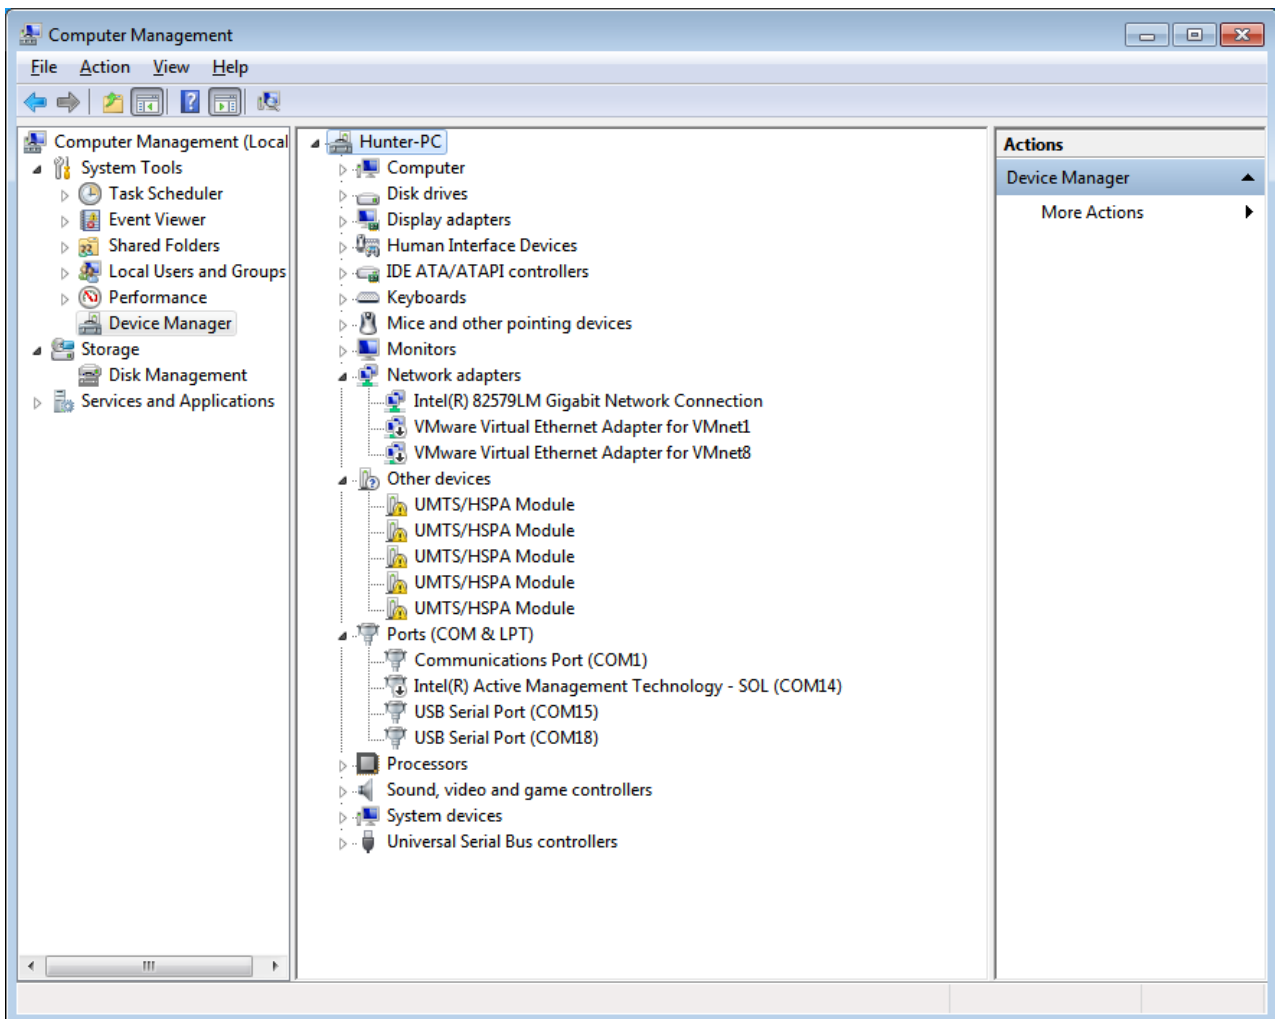 Computer Management
File Action View Help
Computer Management (Local
System Tools
Task Scheduler
Event Viewer
Shared Folders
Local Users and Groups
Performance
Device Manager
Storage
Disk Management
Services and Applications
Hunter-PC
Computer
Disk drives
Display adapters
Human Interface Devices
IDE ATA/ATAPI controllers
Keyboards
Mice and other pointing devices
Monitors
Network adapters
Intel(R) 82579LM Gigabit Network Connection
VMware Virtual Ethernet Adapter for VMnet1
VMware Virtual Ethernet Adapter for VMnet8
Other devices
UMTS/HSPA Module
UMTS/HSPA Module
UMTS/HSPA Module
UMTS/HSPA Module
UMTS/HSPA Module
Ports (COM & LPT)
Communications Port (COM1)
Intel(R) Active Management Technology - SOL (COM14)
USB Serial Port (COM15)
USB Serial Port (COM18)
Processors
Sound, video and game controllers
System devices
Universal Serial Bus controllers
Actions
Device Manager
More Actions